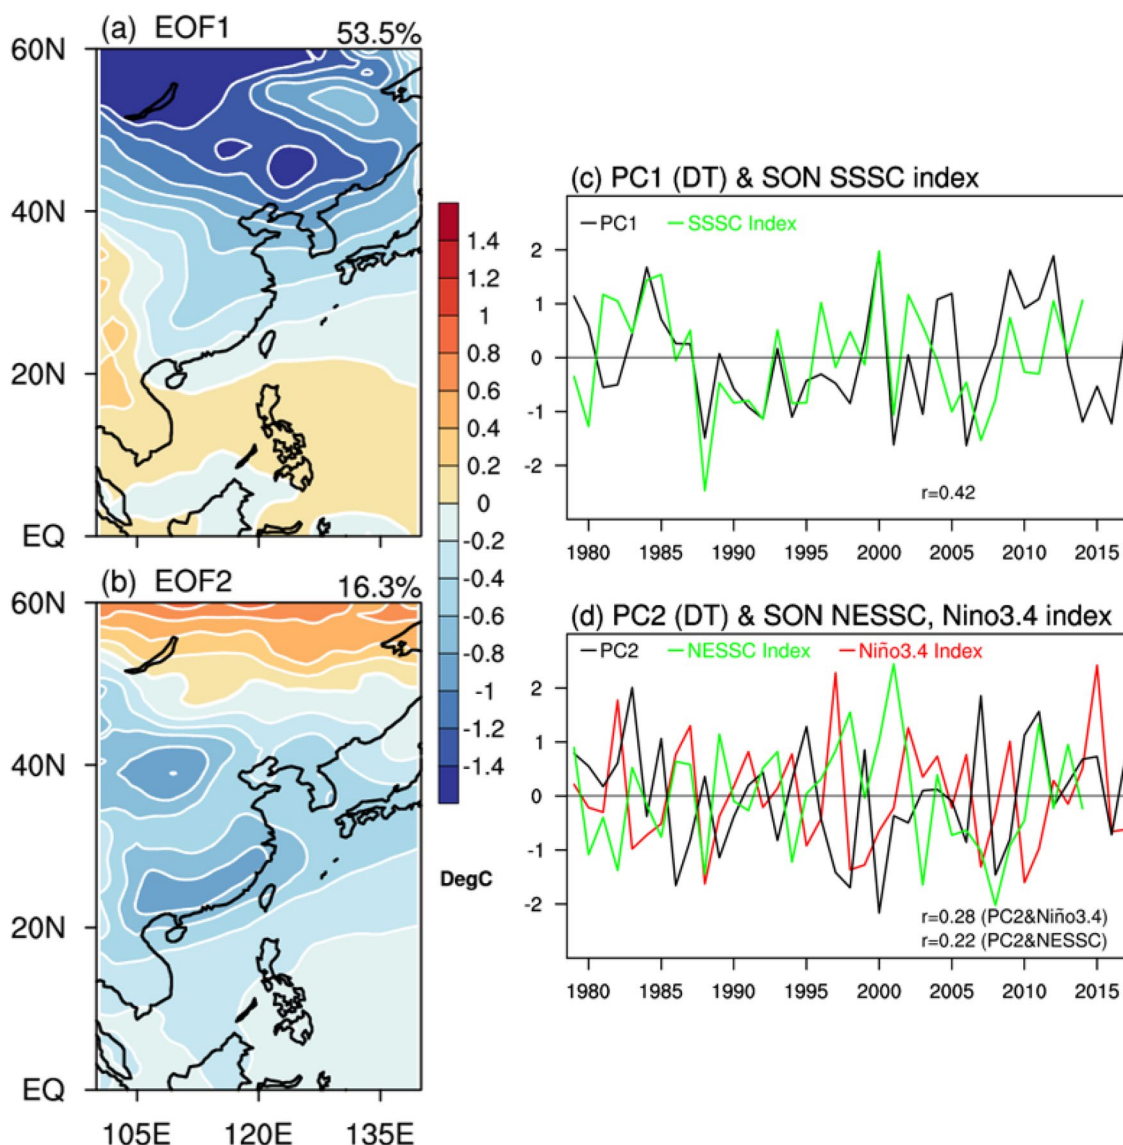 (a) EOF1 53.5%
60N
40N
20N
EQ
(b) EOF2 16.3%
60N
40N
20N
EQ
105E 120E 135E
1.4
1.2
1
0.8
0.6
0.4
0.2
0
-0.2
-0.4
-0.6
-0.8
-1
-1.2
-1.4
DegC
(c) PC1 (DT) & SON SSSC index
PC1 SSSC Index
2
1
0
-1
-2
r=0.42
1980 1985 1990 1995 2000 2005 2010 2015
(d) PC2 (DT) & SON NESSC, Nino3.4 index
PC2 NESSC Index Niño3.4 Index
2
1
0
-1
-2
r=0.28 (PC2&Niño3.4)
r=0.22 (PC2&NESSC)
1980 1985 1990 1995 2000 2005 2010 2015